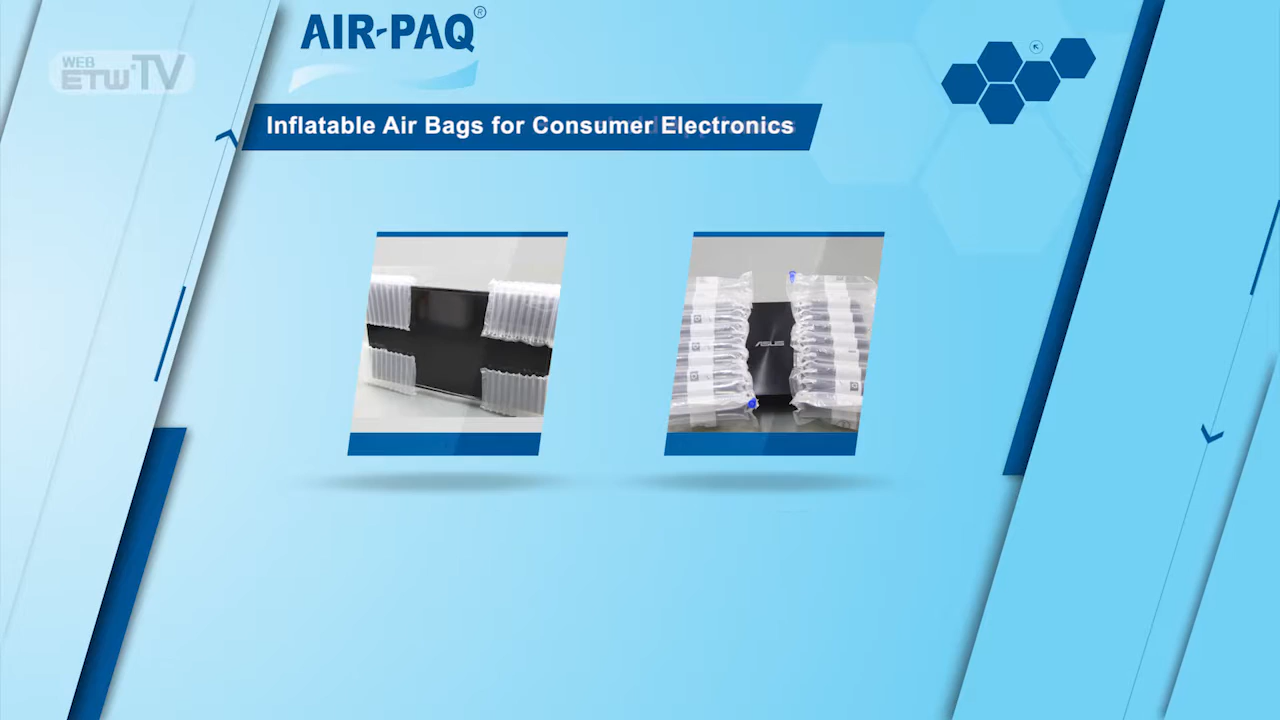 AIR-PAQ®
WEB
ETW TV
Inflatable Air Bags for Consumer Electronics
ASUS